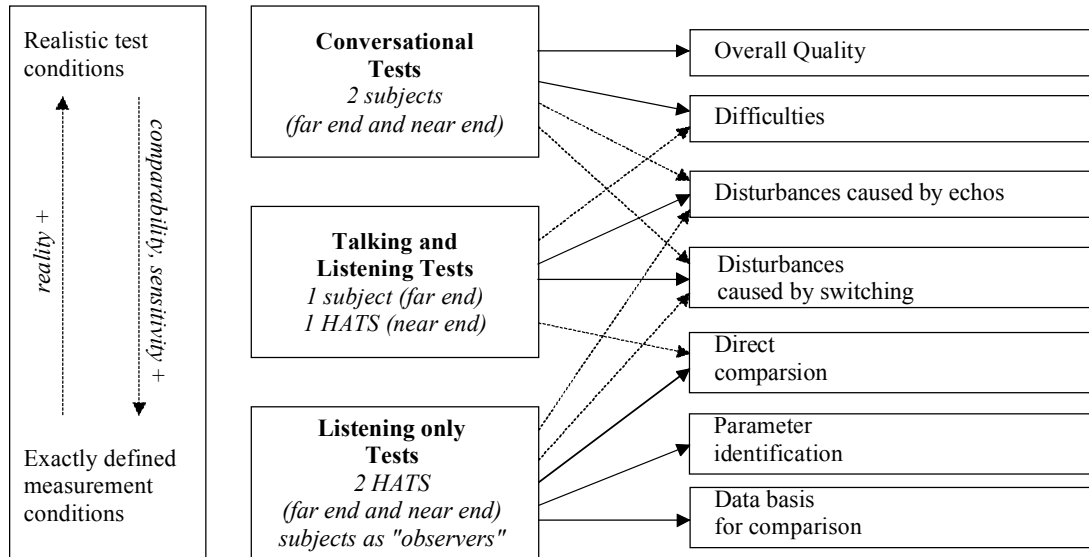 Realistic test
conditions
reality +
comparability, sensitivity +
Exactly defined
measurement
conditions
Conversational
Tests
2 subjects
(far end and near end)
Talking and
Listening Tests
1 subject (far end)
1 HATS (near end)
Listening only
Tests
2 HATS
(far end and near end)
subjects as "observers"
Overall Quality
Difficulties
Disturbances caused by echos
Disturbances
caused by switching
Direct
comparsion
Parameter
identification
Data basis
for comparison